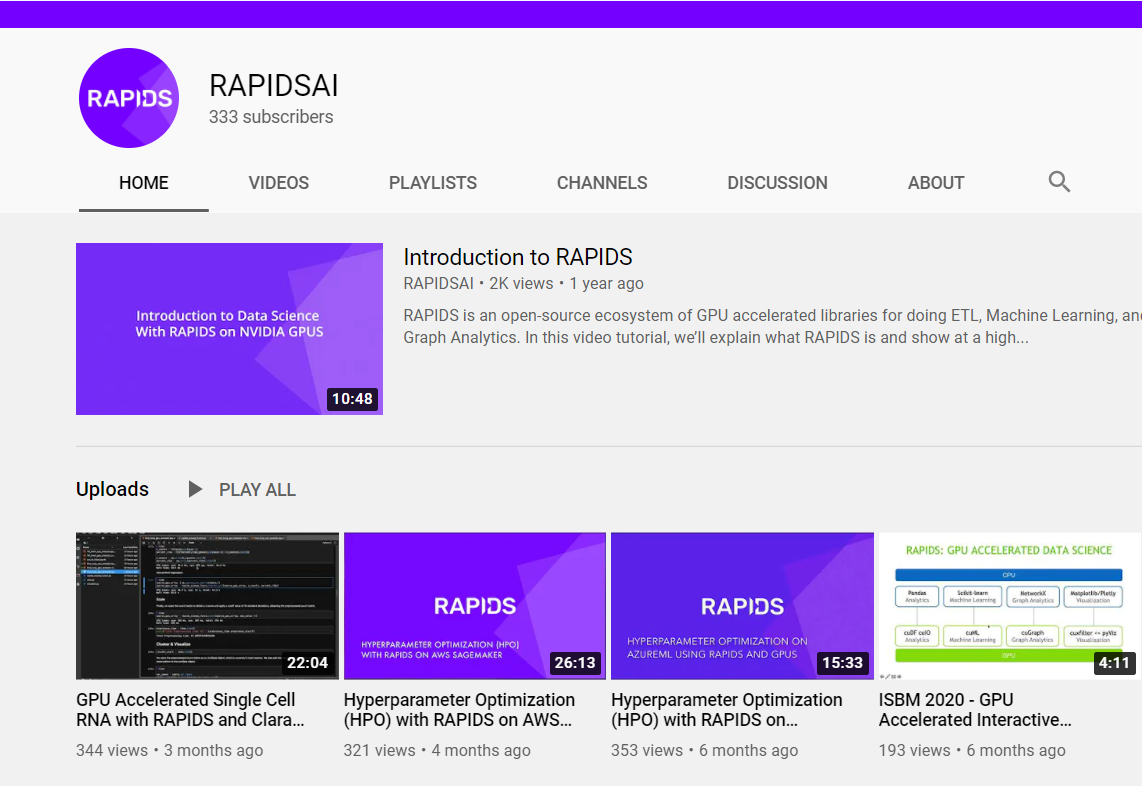 RAPIDS
RAPIDSAI
333 subscribers
HOME
VIDEOS
PLAYLISTS
CHANNELS
DISCUSSION
ABOUT
Introduction to Data Science
With RAPIDS on NVIDIA GPUS
10:48
Introduction to RAPIDS
RAPIDSAI • 2K views • 1 year ago
RAPIDS is an open-source ecosystem of GPU accelerated libraries for doing ETL, Machine Learning, an
Graph Analytics. In this video tutorial, we’ll explain what RAPIDS is and show at a high...
Uploads
PLAY ALL
Scale
Cluster & Visualize
22:04
GPU Accelerated Single Cell
RNA with RAPIDS and Clara...
344 views • 3 months ago
RAPIDS
HYPERPARAMETER OPTIMIZATION (HPO)
WITH RAPIDS ON AWS SAGEMAKER
26:13
Hyperparameter Optimization
(HPO) with RAPIDS on AWS...
321 views • 4 months ago
RAPIDS
HYPERPARAMETER OPTIMIZATION ON
AZUREML USING RAPIDS AND GPUS
15:33
Hyperparameter Optimization
(HPO) with RAPIDS on...
353 views • 6 months ago
RAPIDS: GPU ACCELERATED DATA SCIENCE
CPU
Pandas
Analytics
Scikit-learn
Machine Learning
NetworkX
Graph Analytics
Matplotlib/Plotly
Visualization
cuDF cuIO
Analytics
cuML
Machine Learning
cuGraph
Graph Analytics
cuxfilter <-> pyViz
Visualization
GPU
4:11
ISBM 2020 - GPU
Accelerated Interactive...
193 views • 6 months ago